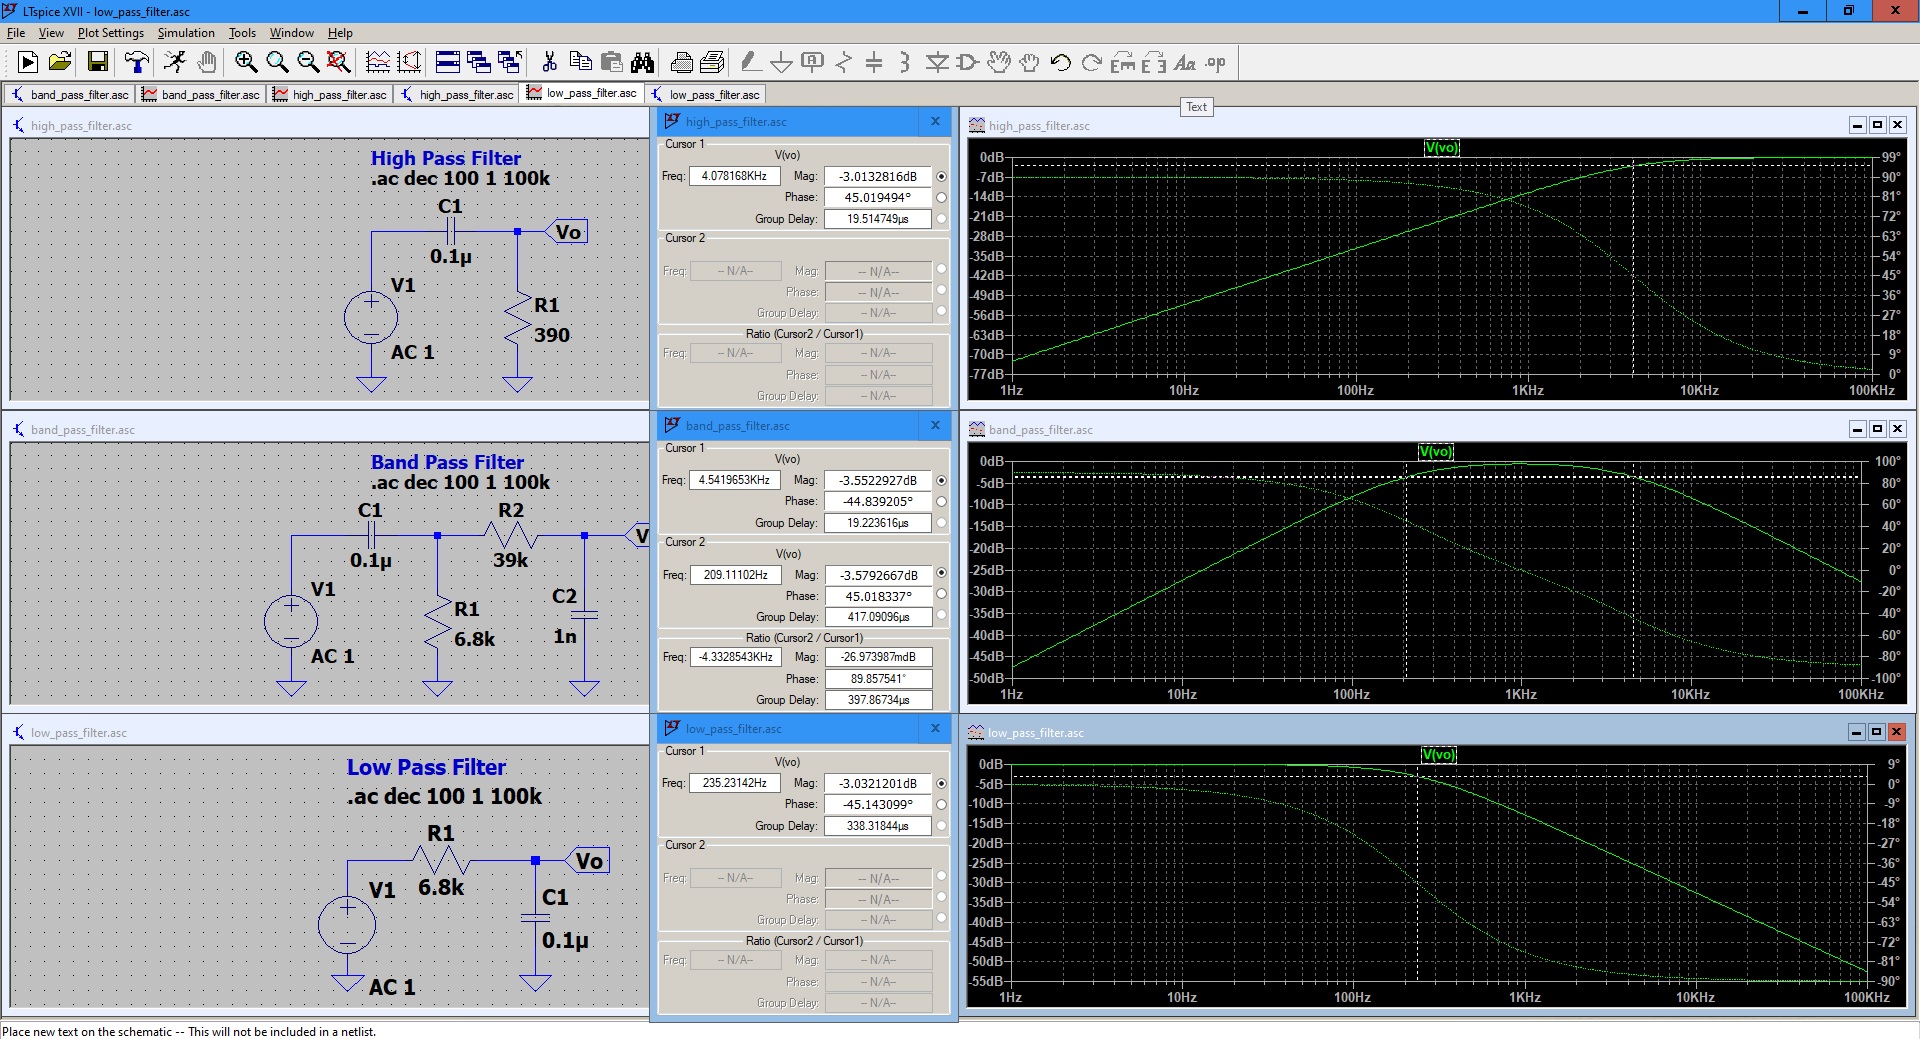 LTspice XVII - low_pass_filter.asc
File View Plot Settings Simulation Tools Window Help
band_pass_filter.asc band_pass_filter.asc high_pass_filter.asc high_pass_filter.asc low_pass_filter.asc low_pass_filter.asc
Text
high_pass_filter.asc
High Pass Filter
.ac dec 100 1 100k
C1
0.1µ
Vo
V1
AC 1
R1
390
high_pass_filter.asc
Cursor 1
V(vo)
Freq: 4.078168KHz Mag: -3.0132816dB
Phase: 45.019494°
Group Delay: 19.514749µs
Cursor 2
Freq: -- N/A-- Mag: -- N/A--
Phase: -- N/A--
Group Delay: -- N/A--
Ratio (Cursor2 / Cursor1)
Freq: -- N/A-- Mag: -- N/A--
Phase: -- N/A--
Group Delay: -- N/A--
high_pass_filter.asc
V(vo)
0dB 99°
-7dB 90°
-14dB 81°
-21dB 72°
-28dB 63°
-35dB 54°
-42dB 45°
-49dB 36°
-56dB 27°
-63dB 18°
-70dB 9°
-77dB 0°
1Hz 10Hz 100Hz 1KHz 10KHz 100KHz
band_pass_filter.asc
Band Pass Filter
.ac dec 100 1 100k
C1
0.1µ
R2
39k
V
V1
AC 1
R1
6.8k
C2
1n
band_pass_filter.asc
Cursor 1
V(vo)
Freq: 4.5419653KHz Mag: -3.5522927dB
Phase: -44.839205°
Group Delay: 19.223616µs
Cursor 2
V(vo)
Freq: 209.11102Hz Mag: -3.5792667dB
Phase: 45.018337°
Group Delay: 417.09096µs
Ratio (Cursor2 / Cursor1)
Freq: -4.3328543KHz Mag: -26.973987mdB
Phase: 89.857541°
Group Delay: 397.86734µs
band_pass_filter.asc
V(vo)
0dB 100°
-5dB 80°
-10dB 60°
-15dB 40°
-20dB 20°
-25dB 0°
-30dB -20°
-35dB -40°
-40dB -60°
-45dB -80°
-50dB -100°
1Hz 10Hz 100Hz 1KHz 10KHz 100KHz
low_pass_filter.asc
Low Pass Filter
.ac dec 100 1 100k
R1
6.8k
Vo
V1
AC 1
C1
0.1µ
low_pass_filter.asc
Cursor 1
V(vo)
Freq: 235.23142Hz Mag: -3.0321201dB
Phase: -45.143099°
Group Delay: 338.31844µs
Cursor 2
Freq: -- N/A-- Mag: -- N/A--
Phase: -- N/A--
Group Delay: -- N/A--
Ratio (Cursor2 / Cursor1)
Freq: -- N/A-- Mag: -- N/A--
Phase: -- N/A--
Group Delay: -- N/A--
low_pass_filter.asc
V(vo)
0dB 9°
-5dB 0°
-10dB -9°
-15dB -18°
-20dB -27°
-25dB -36°
-30dB -45°
-35dB -54°
-40dB -63°
-45dB -72°
-50dB -81°
-55dB -90°
1Hz 10Hz 100Hz 1KHz 10KHz 100KHz
Place new text on the schematic -- This will not be included in a netlist.